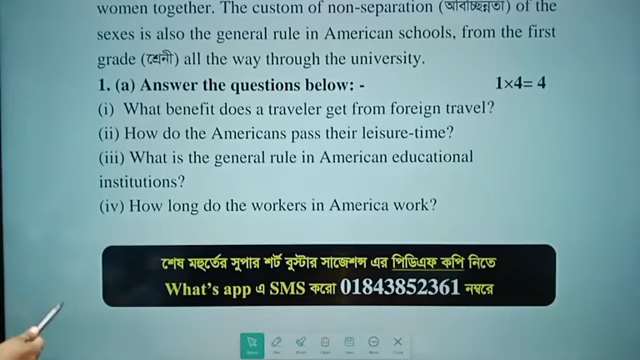 women together. The custom of non-separation (অবিচ্ছিন্নতা) of the
sexes is also the general rule in American schools, from the first
grade (শ্রেনী) all the way through the university.
1. (a) Answer the questions below: - 1×4= 4
(i) What benefit does a traveler get from foreign travel?
(ii) How do the Americans pass their leisure-time?
(iii) What is the general rule in American educational
institutions?
(iv) How long do the workers in America work?
শেষ মহুর্তের সুপার শর্ট বুস্টার সাজেশন্স এর পিডিএফ কপি নিতে
What's app এ SMS করো 01843852361 নম্বরে